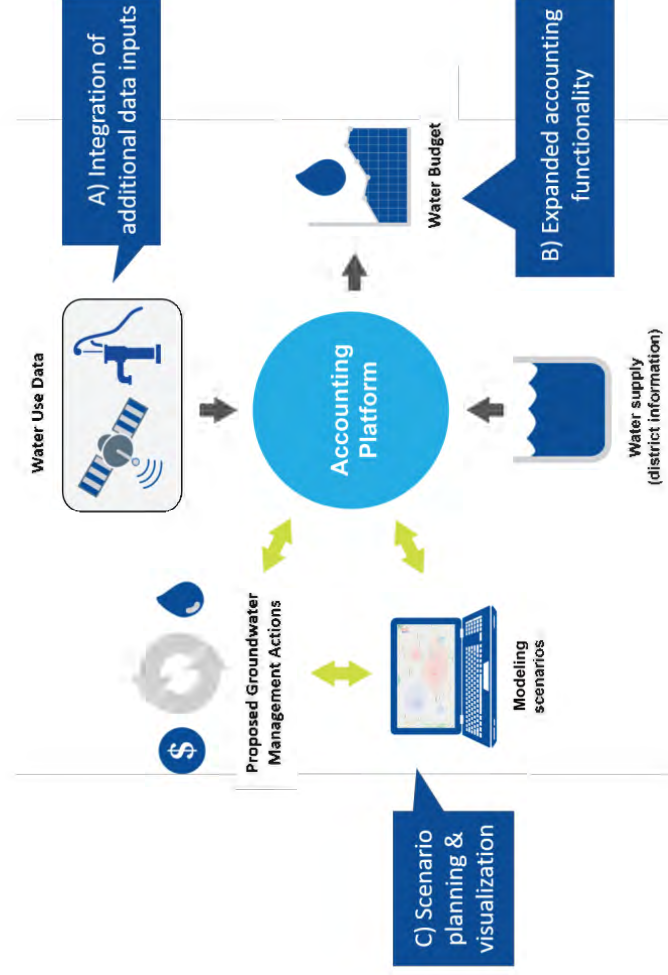 Water Use Data
A) Integration of
additional data inputs
$
Proposed Groundwater
Management Actions
Accounting
Platform
Water Budget
C) Scenario
planning &
visualization
Modeling
scenarios
Water supply
(district information)
B) Expanded accounting
functionality